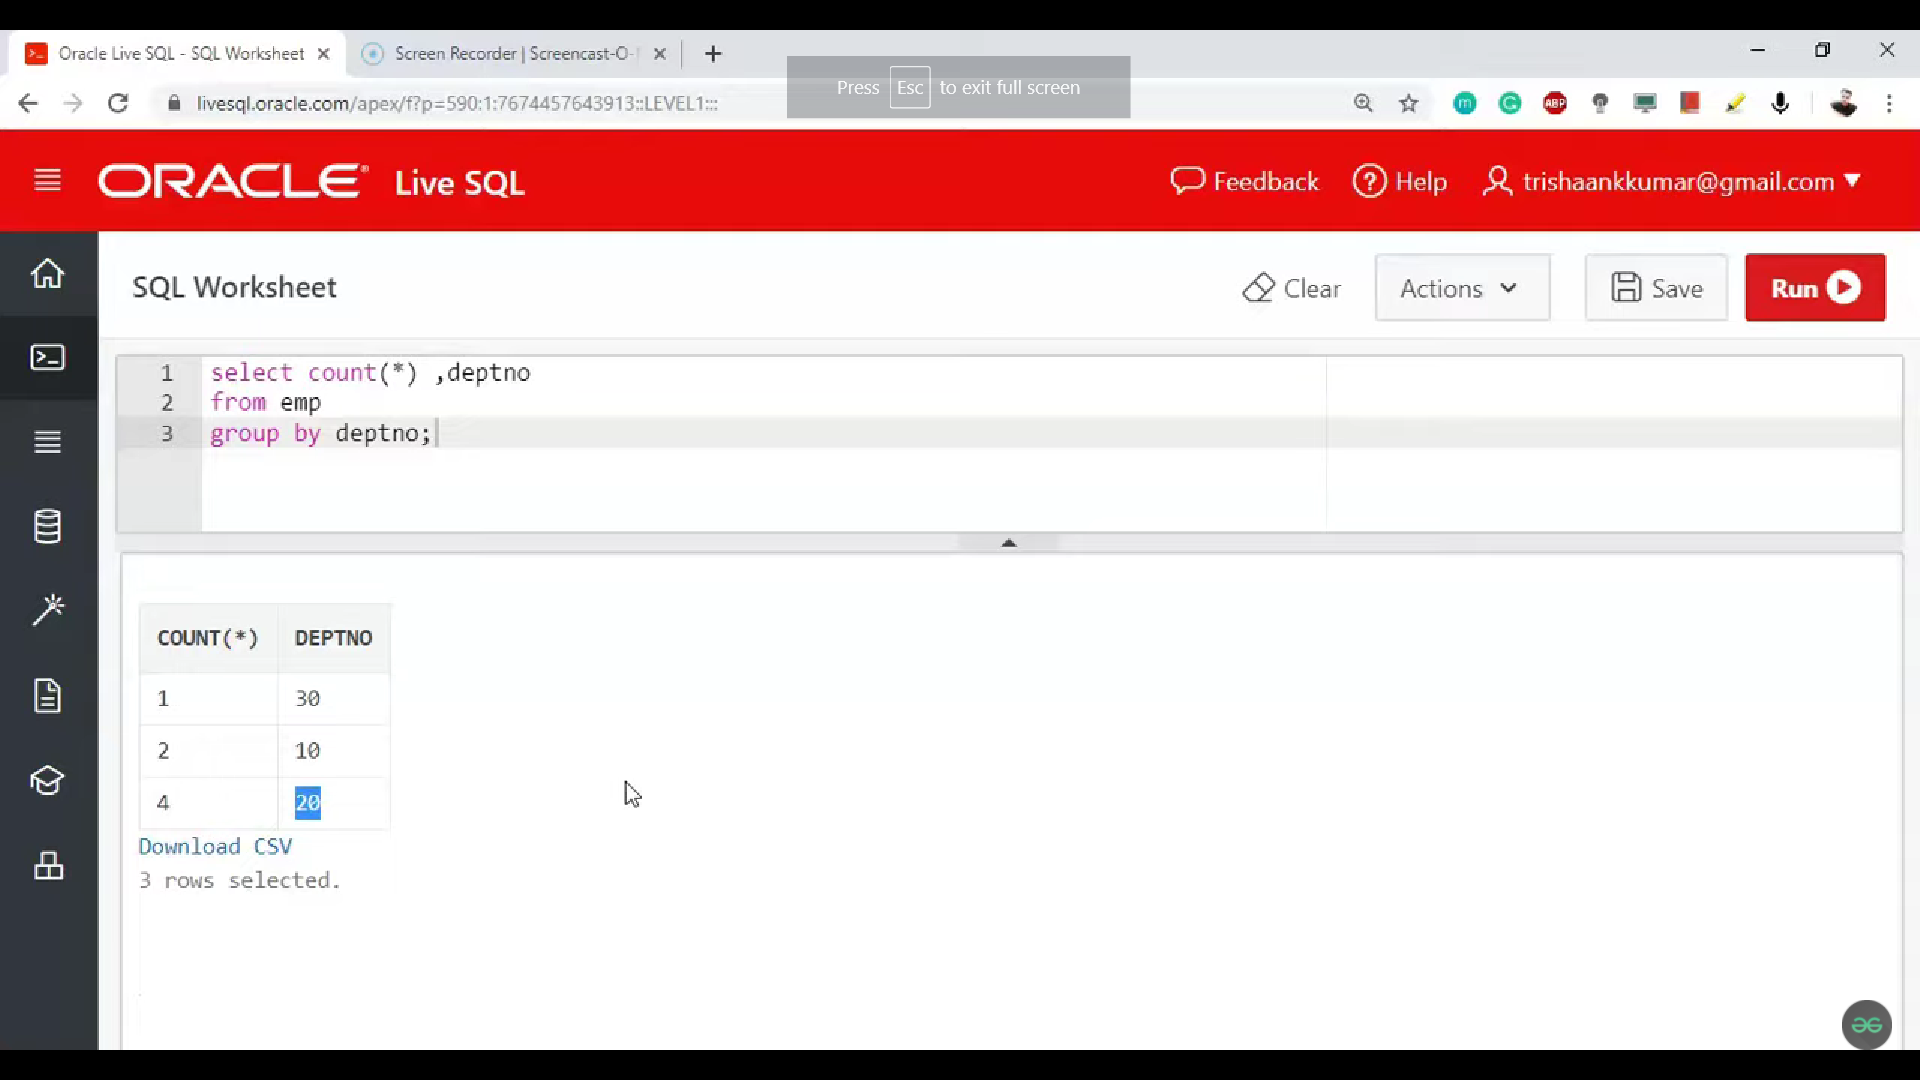 Oracle Live SQL - SQL Worksheet
Screen Recorder | Screencast-O-
Press Esc to exit full screen
livesql.oracle.com/apex/f?p=590:1:7674457643913::LEVEL1:::
ABP
ORACLE Live SQL
Feedback
Help
trishaankkumar@gmail.com
SQL Worksheet
Clear
Actions
Save
Run
1 select count(*) ,deptno
2 from emp
3 group by deptno;
COUNT(*) DEPTNO
1 30
2 10
4 20
Download CSV
3 rows selected.